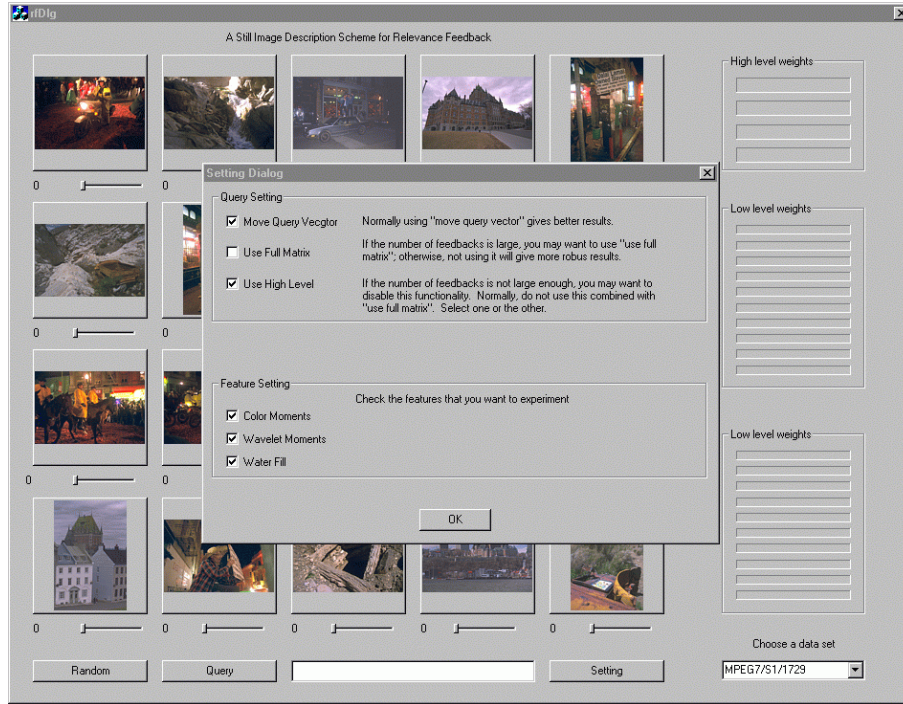 rfDlg
A Still Image Description Scheme for Relevance Feedback
High level weights
0
0
Setting Dialog
Query Setting
Move Query Vecgtor
Normally using "move query vector" gives better results.
Use Full Matrix
If the number of feedbacks is large, you may want to use "use full
matrix"; otherwise, not using it will give more robus results.
Use High Level
If the number of feedbacks is not large enough, you may want to
disable this functionality. Normally, do not use this combined with
"use full matrix". Select one or the other.
Low level weights
0
0
Feature Setting
Check the features that you want to experiment
Color Moments
Wavelet Moments
Water Fill
OK
Low level weights
0
0
0
0
0
0
0
Choose a data set
Random
Query
Setting
MPEG7/S1/1729